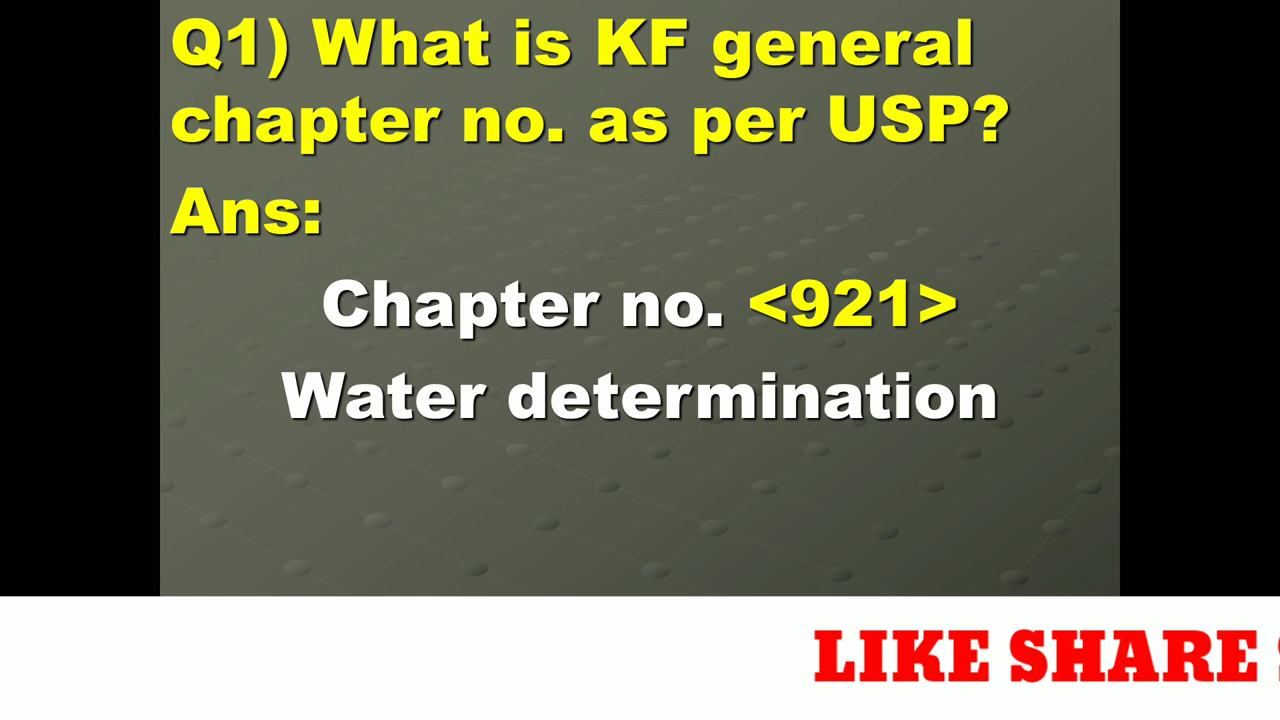 Q1) What is KF general
chapter no. as per USP?
Ans:
Chapter no. <921>
Water determination
LIKE SHARE